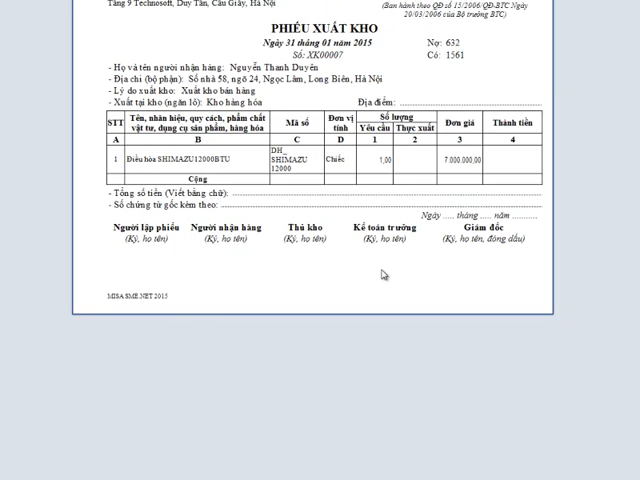 Tầng 9 Technosoft, Duy Tân, Cầu Giấy, Hà Nội
(Ban hành theo QĐ số 15/2006/QĐ-BTC Ngày
20/03/2006 của Bộ trưởng BTC)
PHIẾU XUẤT KHO
Ngày 31 tháng 01 năm 2015
Nợ: 632
Số: XK00007
Có: 1561
- Họ và tên người nhận hàng: Nguyễn Thanh Duyên
- Địa chỉ (bộ phận): Số nhà 58, ngõ 24, Ngọc Lâm, Long Biên, Hà Nội
- Lý do xuất kho: Xuất kho bán hàng
- Xuất tại kho (ngăn lô): Kho hàng hóa Địa điểm: ........................
STT Tên, nhãn hiệu, quy cách, phẩm chất vật tư, dụng cụ sản phẩm, hàng hóa Mã số Đơn vị tính Số lượng Đơn giá Thành tiền
Yêu cầu Thực xuất
A B C D 1 2 3 4
1 Điều hòa SHIMAZU12000BTU DH_SHIMAZU 12000 Chiếc 1,00 7.000.000,00
Cộng
- Tổng số tiền (Viết bằng chữ): ........................
- Số chứng từ gốc kèm theo: ........................
Ngày ..... tháng ..... năm ...........
Người lập phiếu Người nhận hàng Thủ kho Kế toán trưởng Giám đốc
(Ký, họ tên) (Ký, họ tên) (Ký, họ tên) (Ký, họ tên) (Ký, họ tên, đóng dấu)
MISA SME.NET 2015